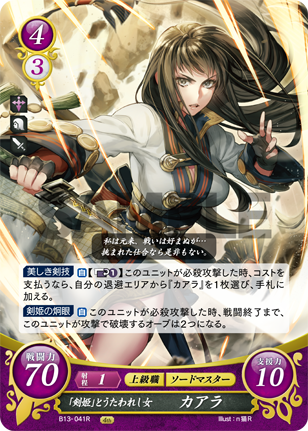 4
3
私は元来、戦いは好まぬが…
挑まれた仕合なら是非もない。
美しき剣技 自【 1】このユニットが必殺攻撃した時、コストを
支払うなら、自分の退避エリアから『カアラ』を1枚選び、手札に
加える。
剣姫の炯眼 自 このユニットが必殺攻撃した時、戦闘終了まで、
このユニットが攻撃で破壊するオーブは2つになる。
戦闘力
70
射程 1 上級職 ソードマスター
支援力
10
「剣姫」とうたわれし女 カアラ
B13-041R
Illust:n猫R